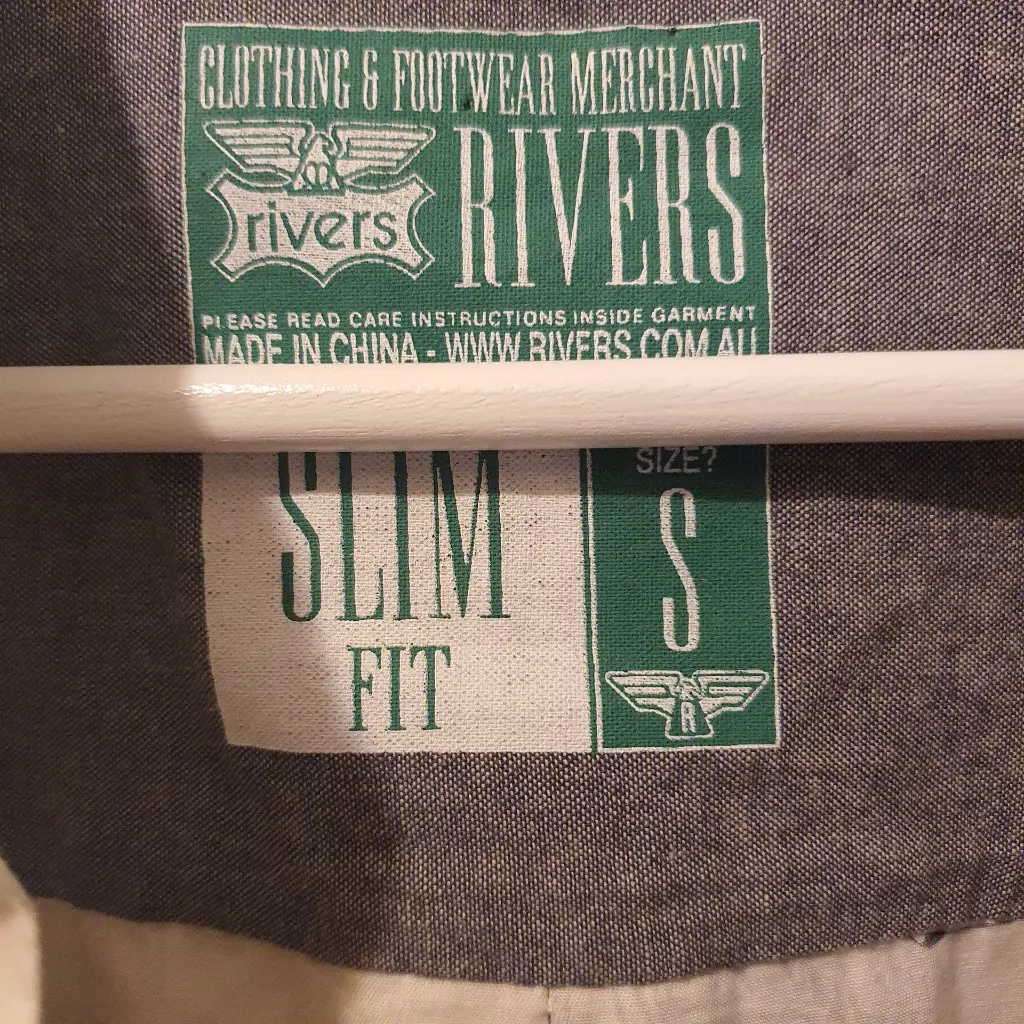 CLOTHING & FOOTWEAR MERCHANT
rivers
RIVERS
PLEASE READ CARE INSTRUCTIONS INSIDE GARMENT
MADE IN CHINA - WWW.RIVERS.COM.AU
SLIM
FIT
SIZE?
S
R